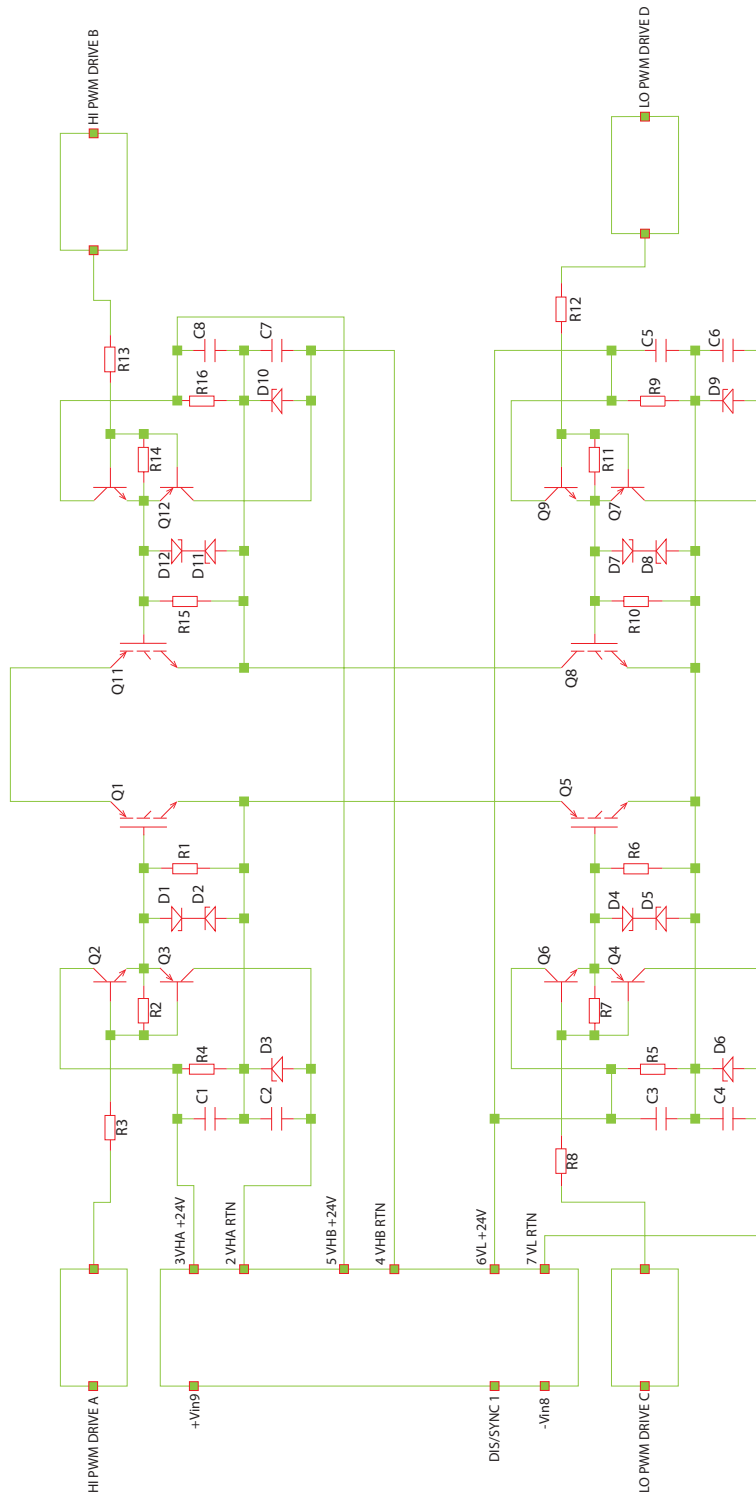 HI PWM DRIVE A
HI PWM DRIVE B
R3
R13
Q2
R2
Q3
D1
D2
R1
Q1
Q11
R15
D12
D11
Q12
R14
R16
C8
C7
D10
R4
C1
C2
D3
3VHA +24V
2 VHA RTN
5 VHB +24V
4 VHB RTN
6VL +24V
7 VL RTN
+Vin9
DIS/SYNC 1
-Vin8
LO PWM DRIVE C
LO PWM DRIVE D
R8
R12
Q6
R7
Q4
D4
D5
R6
Q5
Q8
R10
D7
D8
Q9
Q7
R11
R9
C5
C6
D9
R5
C3
C4
D6